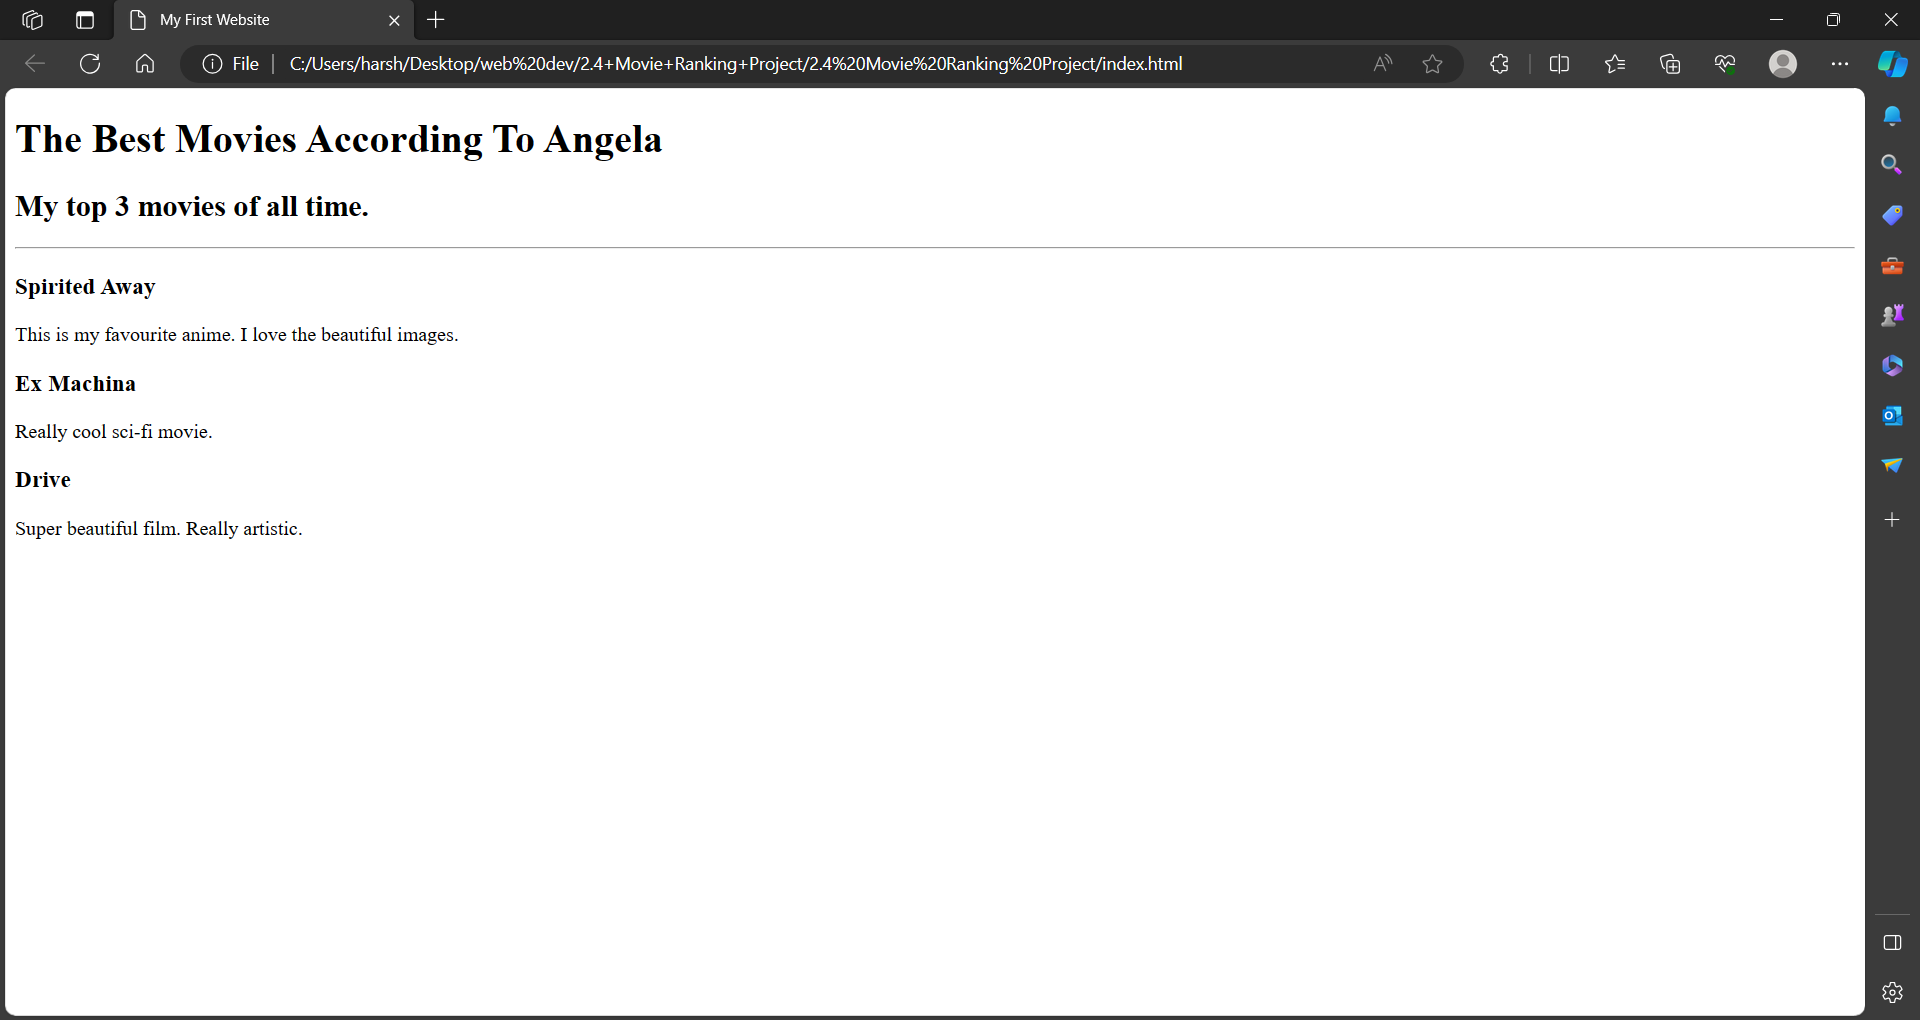 My First Website
File
C:/Users/harsh/Desktop/web%20dev/2.4+Movie+Ranking+Project/2.4%20Movie%20Ranking%20Project/index.html
The Best Movies According To Angela
My top 3 movies of all time.
Spirited Away
This is my favourite anime. I love the beautiful images.
Ex Machina
Really cool sci-fi movie.
Drive
Super beautiful film. Really artistic.